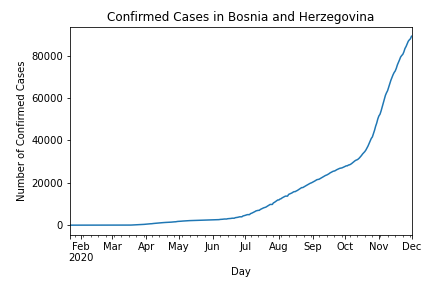 Confirmed Cases in Bosnia and Herzegovina
Number of Confirmed Cases
80000
60000
40000
20000
0
Feb Mar Apr May Jun Jul Aug Sep Oct Nov Dec
2020
Day